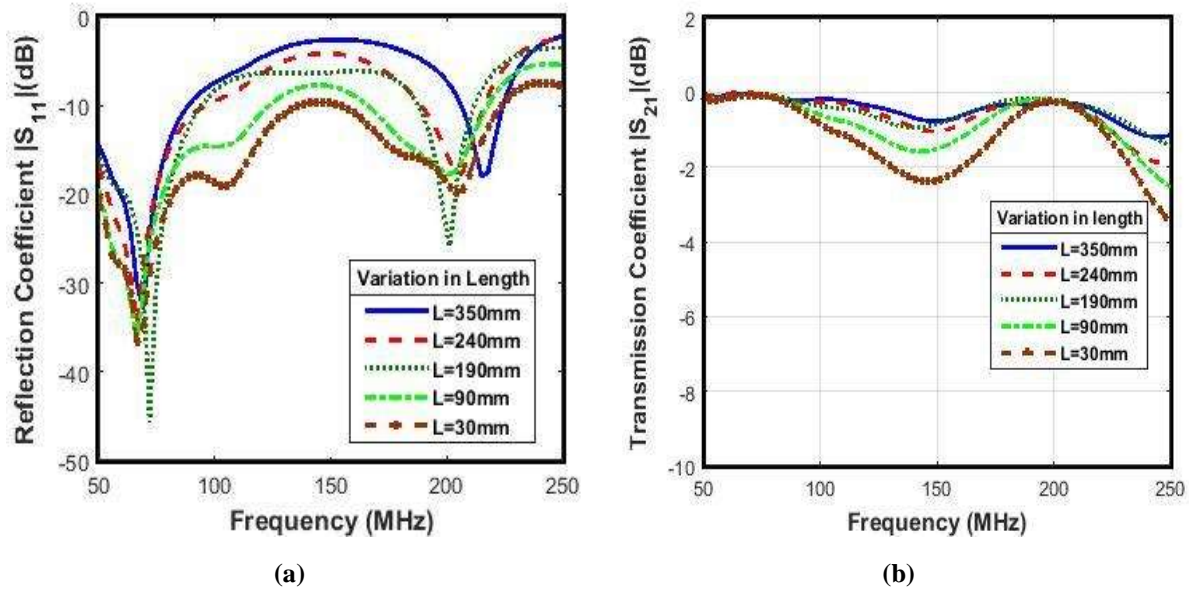 0
-10
-20
-30
-40
-50
50
100
150
200
250
Reflection Coefficient |S11|(dB)
Frequency (MHz)
Variation in Length
L=350mm
L=240mm
L=190mm
L=90mm
L=30mm
(a)
2
0
-2
-4
-6
-8
-10
50
100
150
200
250
Transmission Coefficient |S21|(dB)
Frequency (MHz)
Variation in length
L=350mm
L=240mm
L=190mm
L=90mm
L=30mm
(b)